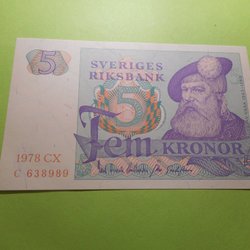 5
SVERIGES
RIKSBANK
5
Fem
KRONOR
1978 CX
C 638989